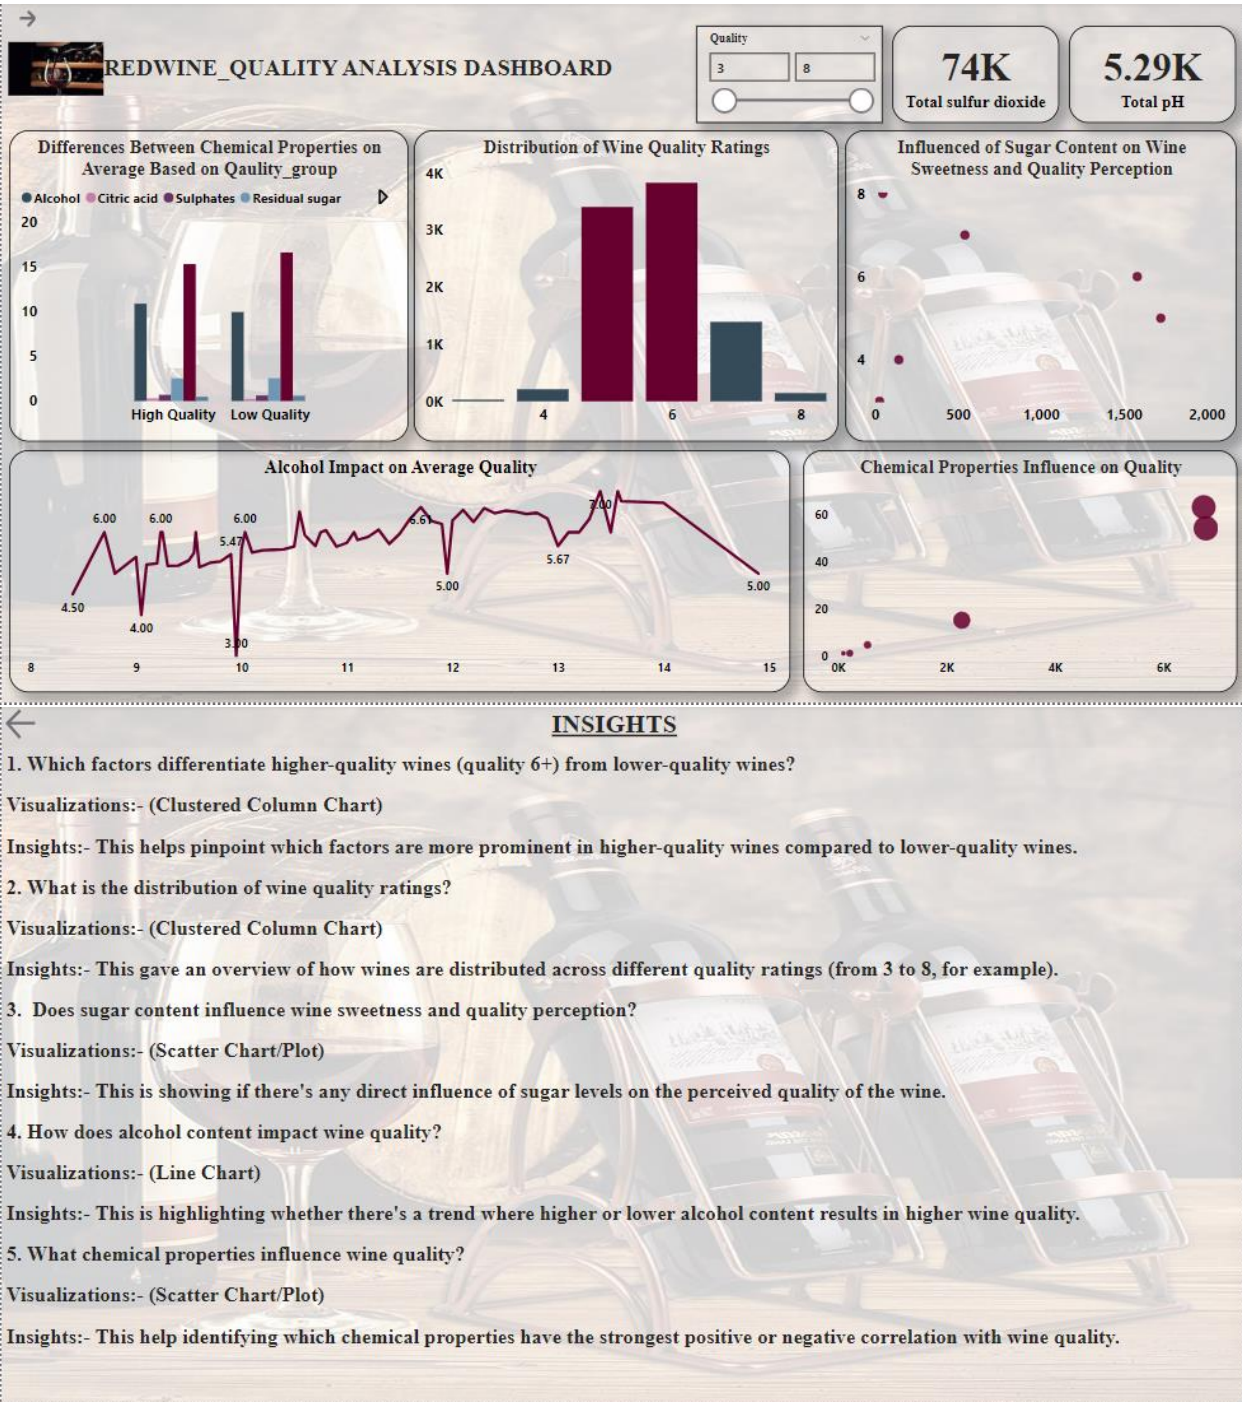 REDWINE_QUALITY ANALYSIS DASHBOARD
Quality
3
8
74K
Total sulfur dioxide
5.29K
Total pH
Differences Between Chemical Properties on
Average Based on Qaulity_group
Alcohol Citric acid Sulphates Residual sugar
20
15
10
5
0
High Quality Low Quality
Distribution of Wine Quality Ratings
4K
3K
2K
1K
0K
4 6 8
Influenced of Sugar Content on Wine
Sweetness and Quality Perception
8
6
4
0 500 1,000 1,500 2,000
Alcohol Impact on Average Quality
4.50
6.00
4.00
6.00
5.47
3.00
6.00
6.61
5.00
5.67
7.00
5.00
8 9 10 11 12 13 14 15
Chemical Properties Influence on Quality
60
40
20
0
0K 2K 4K 6K
INSIGHTS
1. Which factors differentiate higher-quality wines (quality 6+) from lower-quality wines?
Visualizations:- (Clustered Column Chart)
Insights:- This helps pinpoint which factors are more prominent in higher-quality wines compared to lower-quality wines.
2. What is the distribution of wine quality ratings?
Visualizations:- (Clustered Column Chart)
Insights:- This gave an overview of how wines are distributed across different quality ratings (from 3 to 8, for example).
3. Does sugar content influence wine sweetness and quality perception?
Visualizations:- (Scatter Chart/Plot)
Insights:- This is showing if there's any direct influence of sugar levels on the perceived quality of the wine.
4. How does alcohol content impact wine quality?
Visualizations:- (Line Chart)
Insights:- This is highlighting whether there's a trend where higher or lower alcohol content results in higher wine quality.
5. What chemical properties influence wine quality?
Visualizations:- (Scatter Chart/Plot)
Insights:- This help identifying which chemical properties have the strongest positive or negative correlation with wine quality.